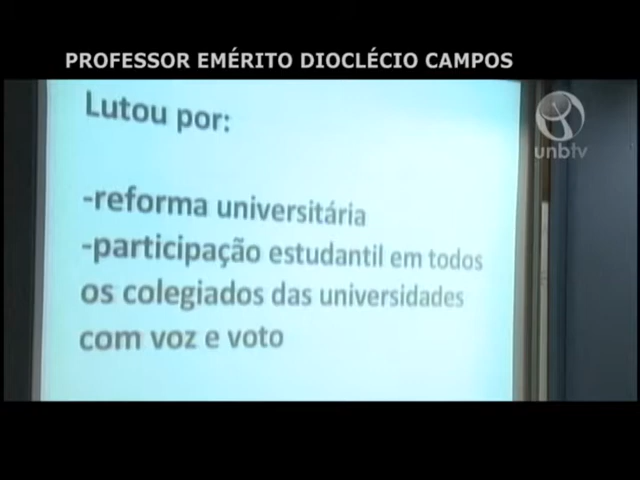 PROFESSOR EMÉRITO DIOCLÉCIO CAMPOS
Lutou por:
unbtv
-reforma universitária
-participação estudantil em todos
os colegiados das universidades
com voz e voto